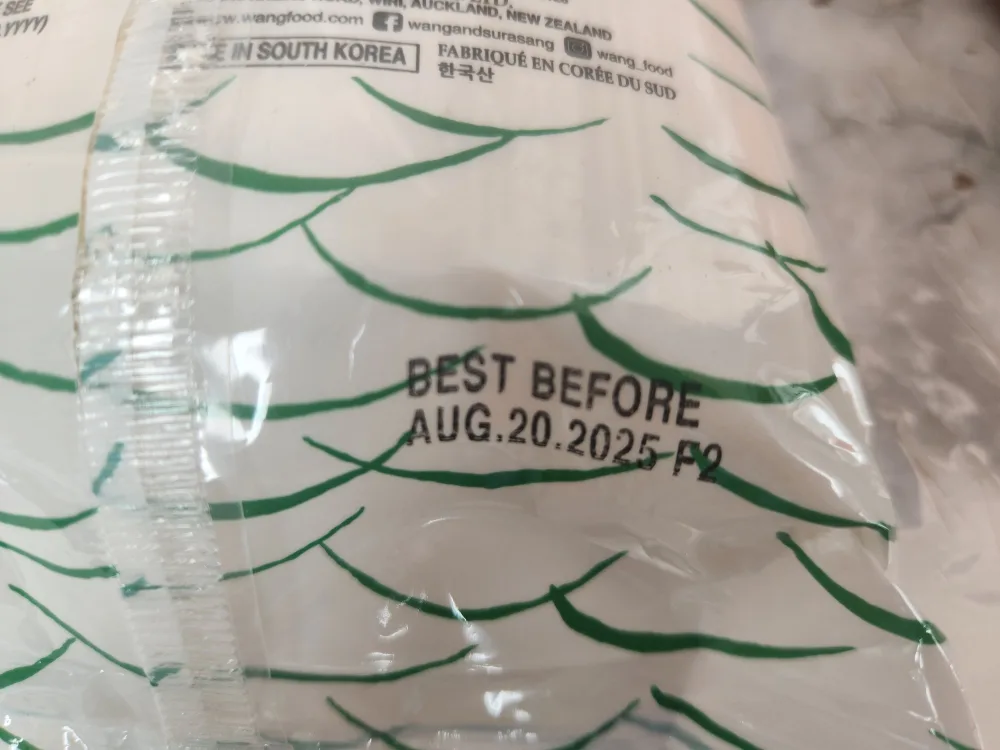 SEE
WIRI, AUCKLAND, NEW ZEALAND
.wangfood.com wangandsurasang wang_food
IN SOUTH KOREA
FABRIQUÉ EN CORÉE DU SUD
한국산
BEST BEFORE
AUG.20.2025 F2